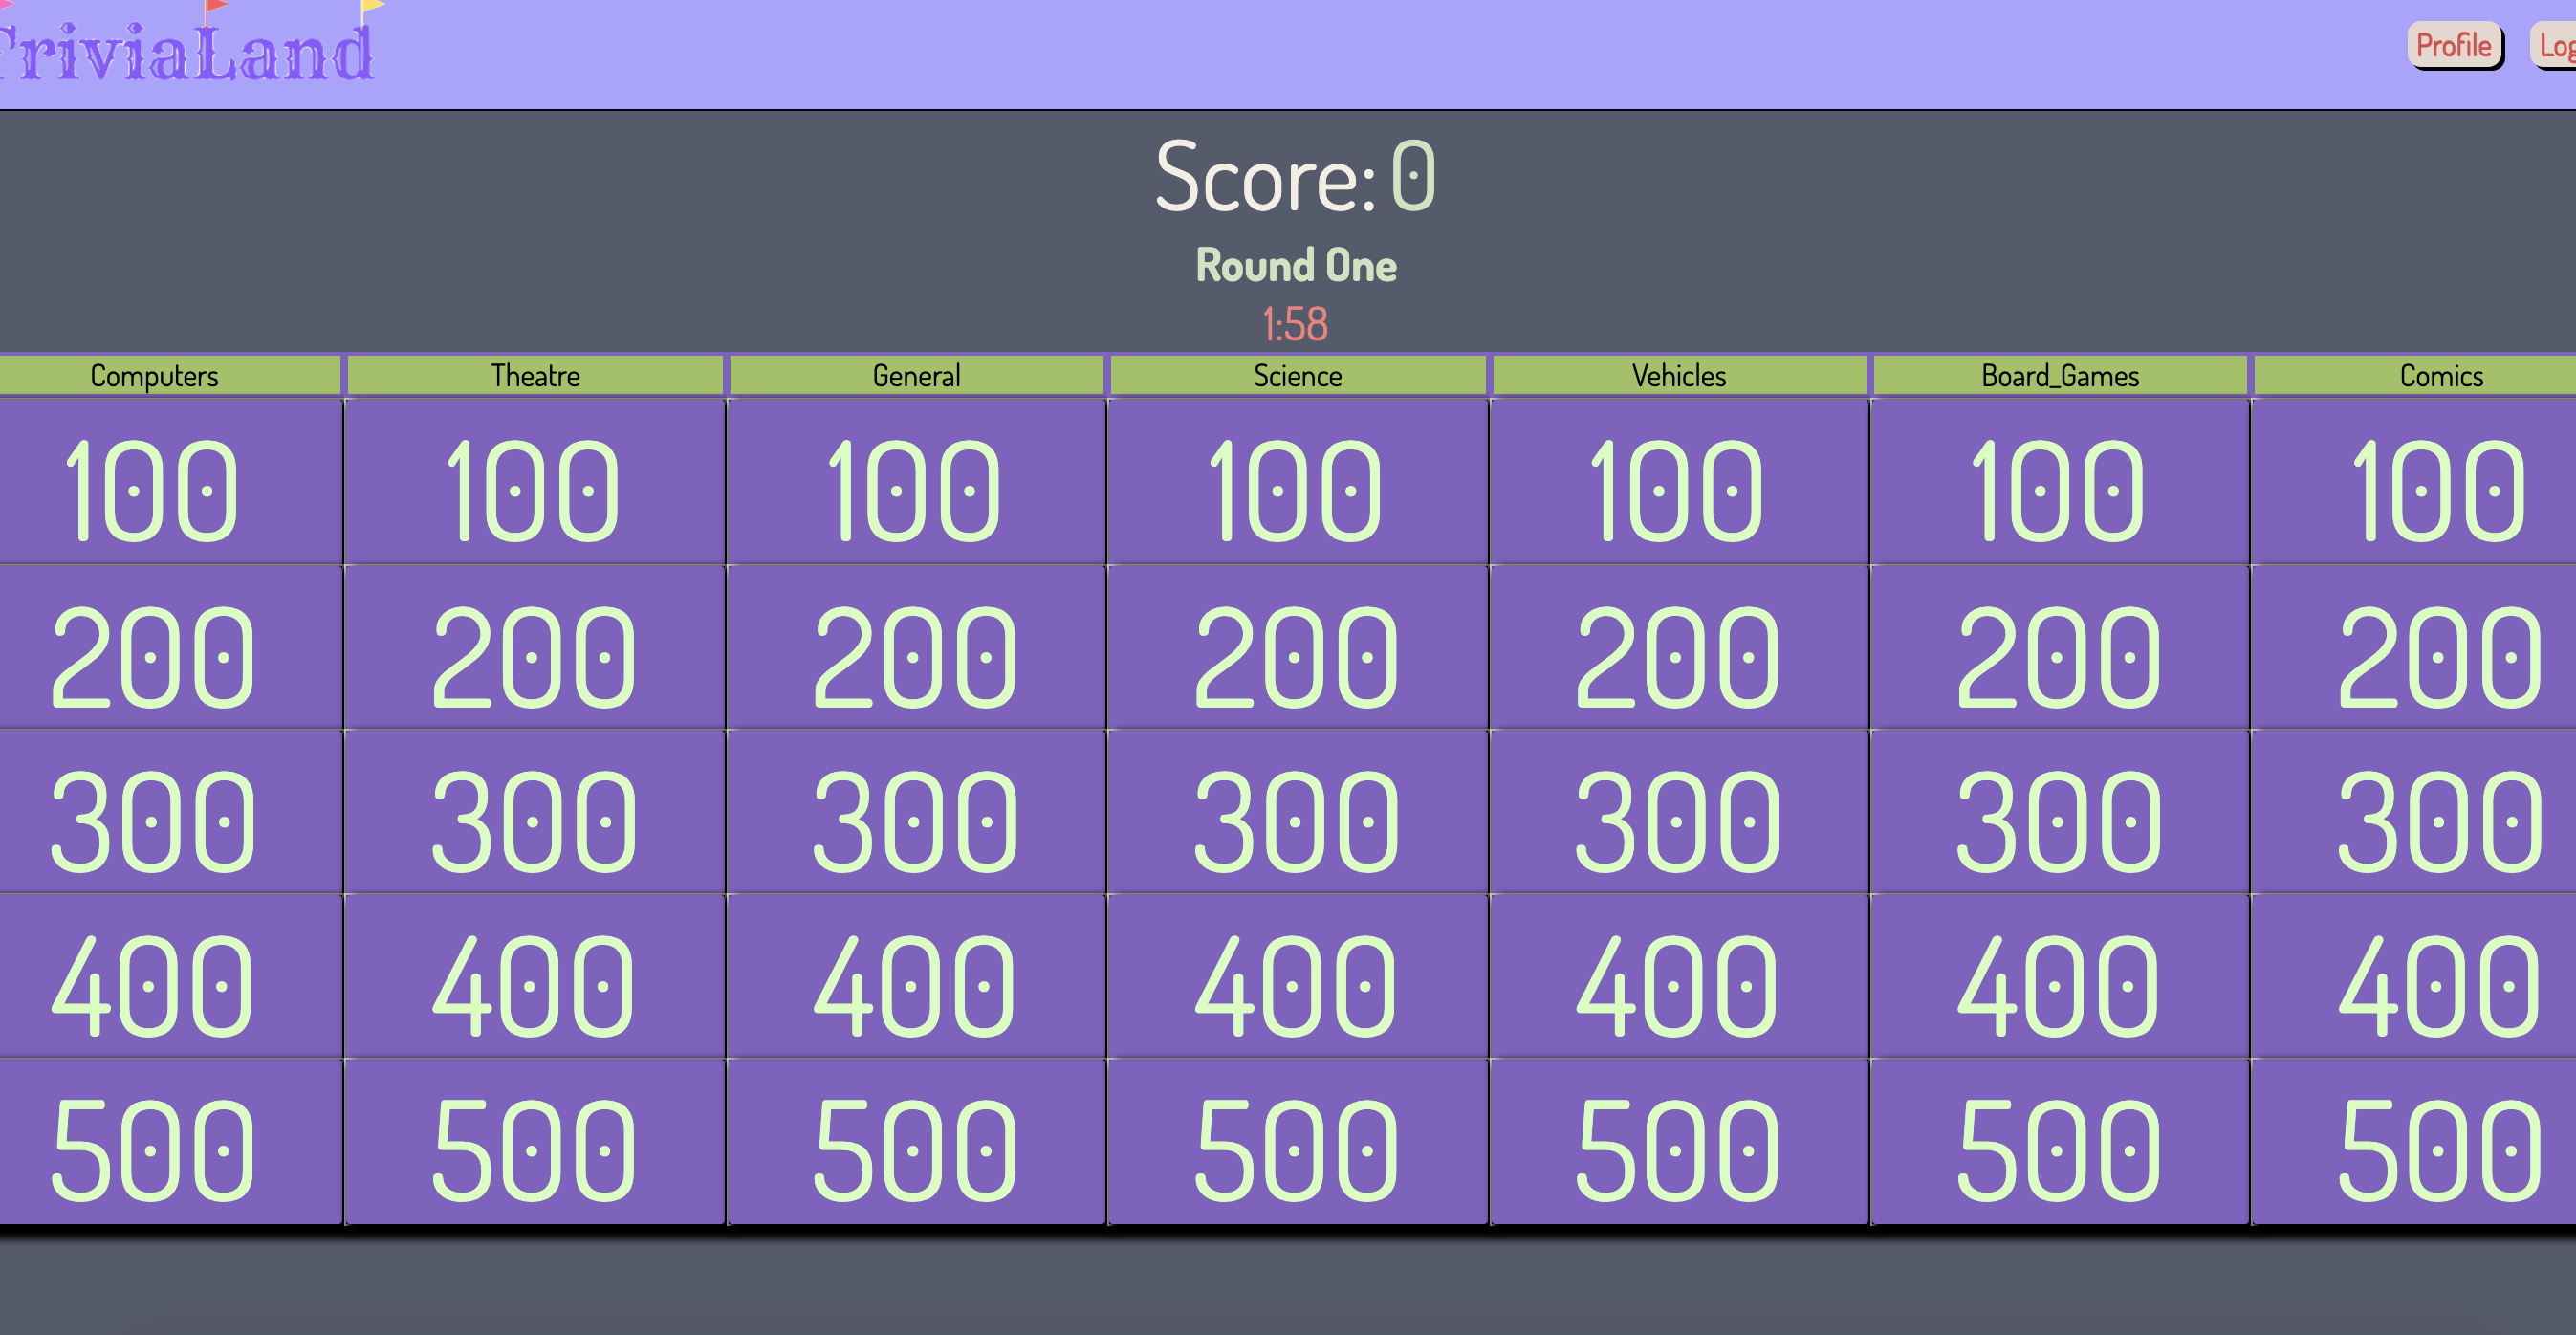 TriviaLand
Profile Log
Score: 0
Round One
1:58
Computers Theatre General Science Vehicles Board_Games Comics
100 100 100 100 100 100 100
200 200 200 200 200 200 200
300 300 300 300 300 300 300
400 400 400 400 400 400 400
500 500 500 500 500 500 500